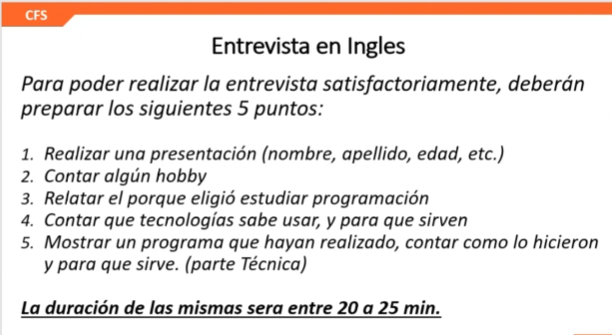 CFS
Entrevista en Ingles
Para poder realizar la entrevista satisfactoriamente, deberán
preparar los siguientes 5 puntos:
1. Realizar una presentación (nombre, apellido, edad, etc.)
2. Contar algún hobby
3. Relatar el porque eligió estudiar programación
4. Contar que tecnologías sabe usar, y para que sirven
5. Mostrar un programa que hayan realizado, contar como lo hicieron
y para que sirve. (parte Técnica)
La duración de las mismas sera entre 20 a 25 min.